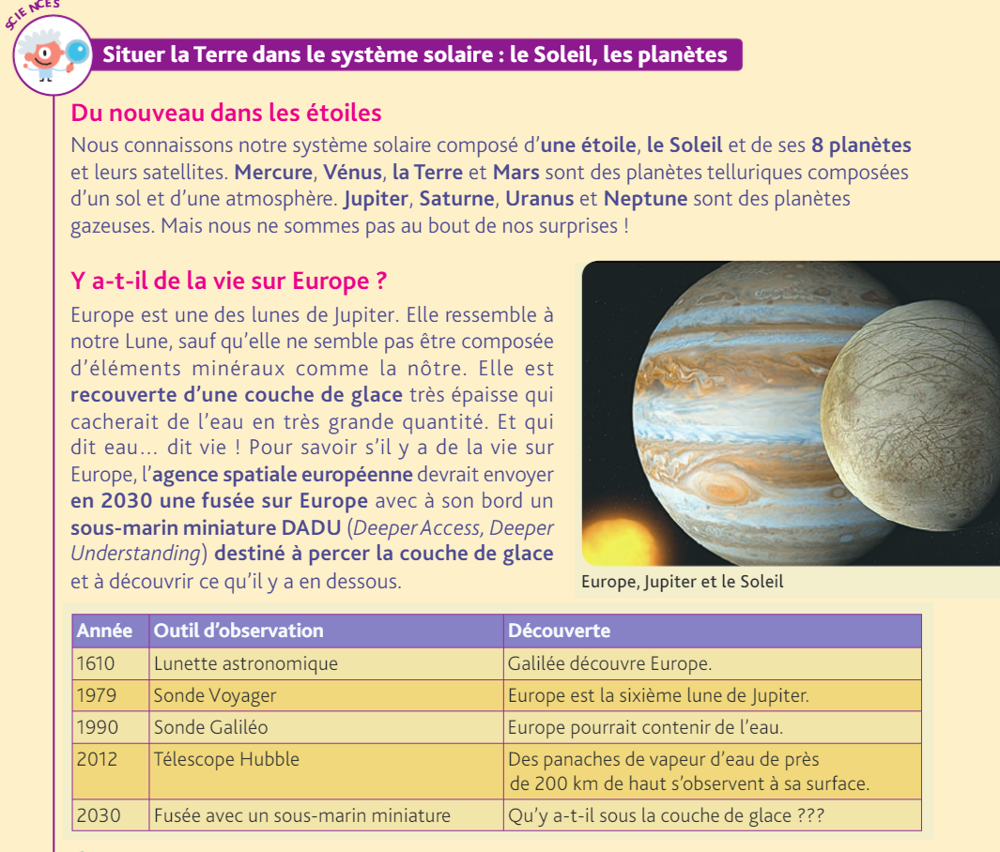 SCIENCES
Situer la Terre dans le système solaire : le Soleil, les planètes
Du nouveau dans les étoiles
Nous connaissons notre système solaire composé d’une étoile, le Soleil et de ses 8 planètes
et leurs satellites. Mercure, Vénus, la Terre et Mars sont des planètes telluriques composées
d’un sol et d’une atmosphère. Jupiter, Saturne, Uranus et Neptune sont des planètes
gazeuses. Mais nous ne sommes pas au bout de nos surprises !
Y a-t-il de la vie sur Europe ?
Europe est une des lunes de Jupiter. Elle ressemble à
notre Lune, sauf qu’elle ne semble pas être composée
d’éléments minéraux comme la nôtre. Elle est
recouverte d’une couche de glace très épaisse qui
cacherait de l’eau en très grande quantité. Et qui
dit eau… dit vie ! Pour savoir s’il y a de la vie sur
Europe, l’agence spatiale européenne devrait envoyer
en 2030 une fusée sur Europe avec à son bord un
sous-marin miniature DADU (Deeper Access, Deeper
Understanding) destiné à percer la couche de glace
et à découvrir ce qu’il y a en dessous.
Europe, Jupiter et le Soleil
Année Outil d’observation Découverte
1610 Lunette astronomique Galilée découvre Europe.
1979 Sonde Voyager Europe est la sixième lune de Jupiter.
1990 Sonde Galiléo Europe pourrait contenir de l’eau.
2012 Télescope Hubble Des panaches de vapeur d’eau de près
de 200 km de haut s’observent à sa surface.
2030 Fusée avec un sous-marin miniature Qu’y a-t-il sous la couche de glace ???